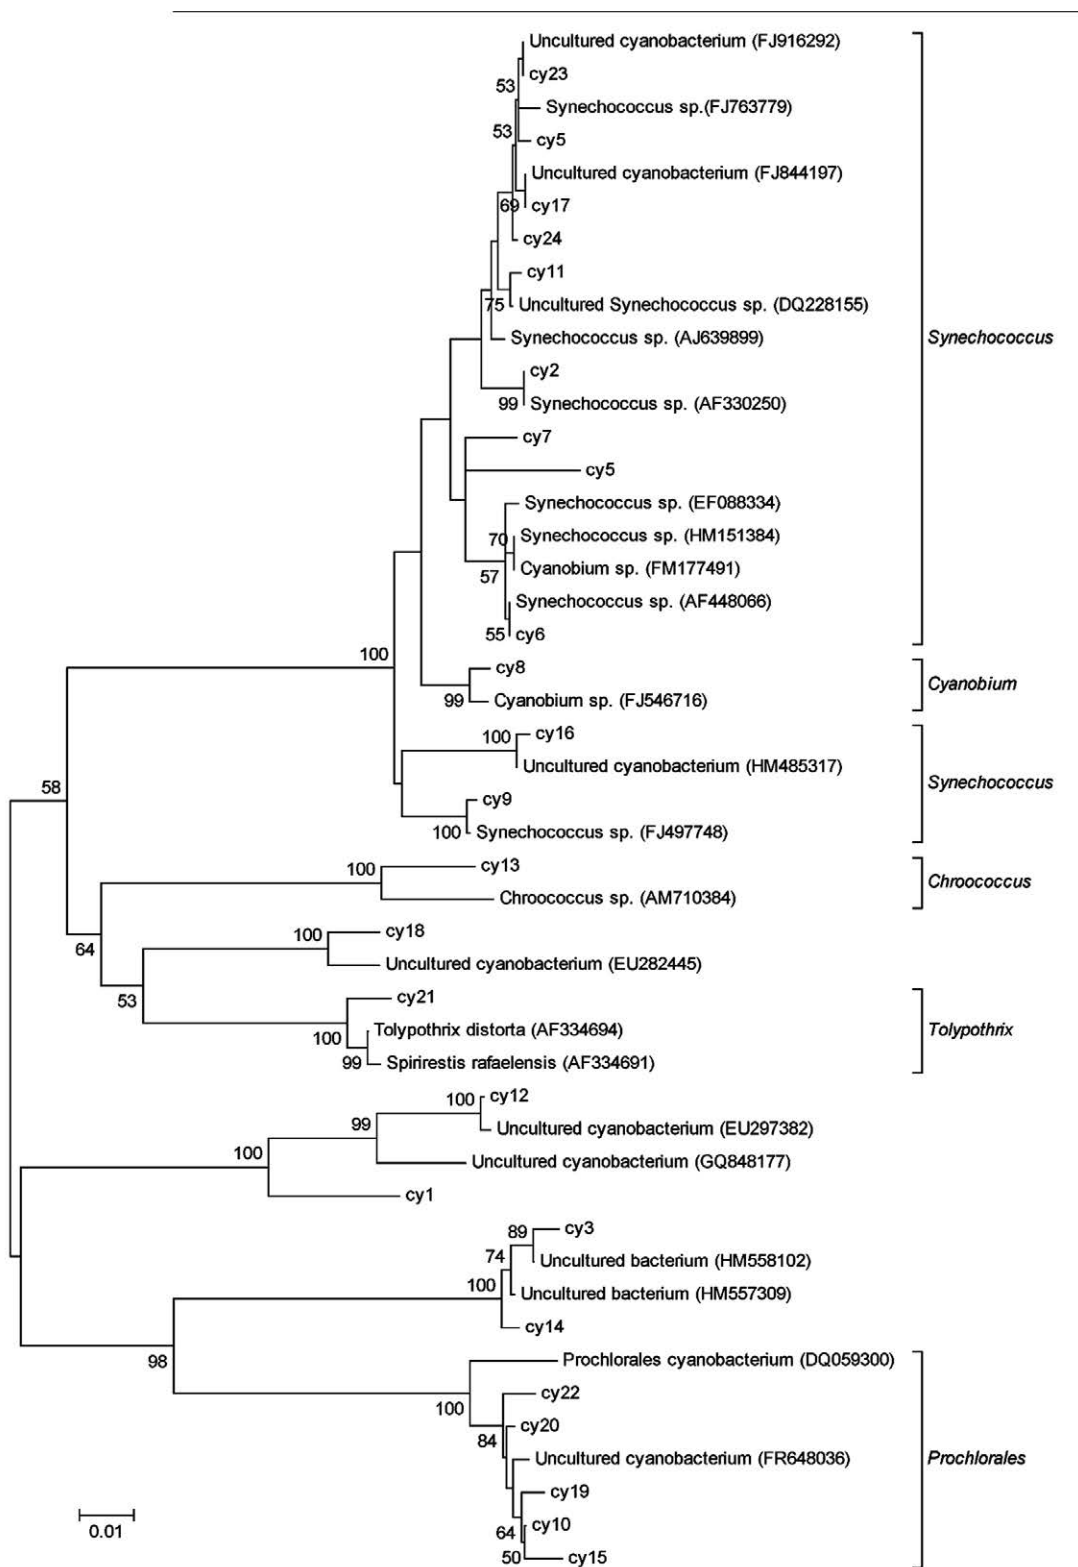 Uncultured cyanobacterium (FJ916292)
cy23
53
Synechococcus sp.(FJ763779)
53
cy5
Uncultured cyanobacterium (FJ844197)
69
cy17
cy24
cy11
75
Uncultured Synechococcus sp. (DQ228155)
Synechococcus sp. (AJ639899)
Synechococcus
cy2
99
Synechococcus sp. (AF330250)
cy7
cy5
Synechococcus sp. (EF088334)
70
Synechococcus sp. (HM151384)
Cyanobium sp. (FM177491)
57
Synechococcus sp. (AF448066)
55
cy6
100
cy8
Cyanobium
99
Cyanobium sp. (FJ546716)
100
cy16
Uncultured cyanobacterium (HM485317)
Synechococcus
58
cy9
100
Synechococcus sp. (FJ497748)
100
cy13
Chroococcus
Chroococcus sp. (AM710384)
100
cy18
64
Uncultured cyanobacterium (EU282445)
53
cy21
100
Tolypothrix distorta (AF334694)
Tolypothrix
99
Spirirestis rafaelensis (AF334691)
100
cy12
99
Uncultured cyanobacterium (EU297382)
100
Uncultured cyanobacterium (GQ848177)
cy1
89
cy3
74
Uncultured bacterium (HM558102)
100
Uncultured bacterium (HM557309)
cy14
98
Prochlorales cyanobacterium (DQ059300)
100
cy22
84
cy20
Uncultured cyanobacterium (FR648036)
Prochlorales
cy19
64
cy10
50
cy15
0.01